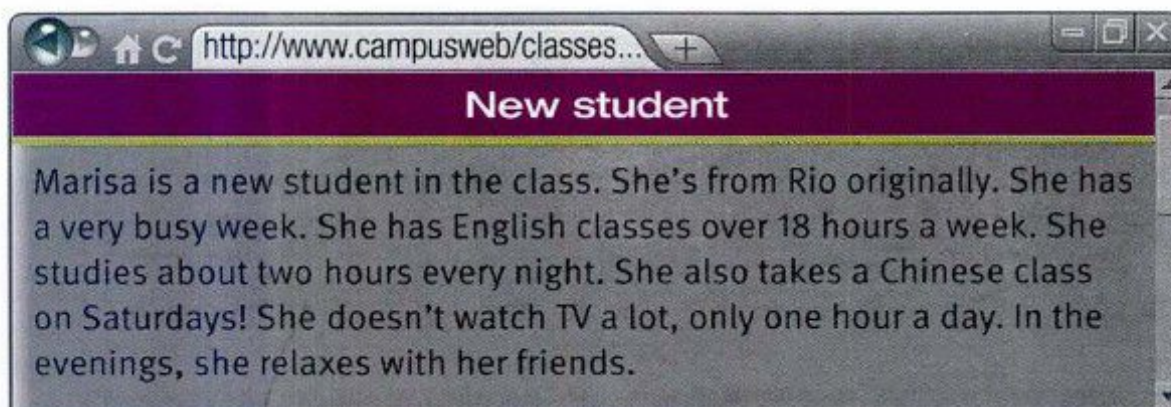 http://www.campusweb/classes...
New student
Marisa is a new student in the class. She's from Rio originally. She has
a very busy week. She has English classes over 18 hours a week. She
studies about two hours every night. She also takes a Chinese class
on Saturdays! She doesn't watch TV a lot, only one hour a day. In the
evenings, she relaxes with her friends.